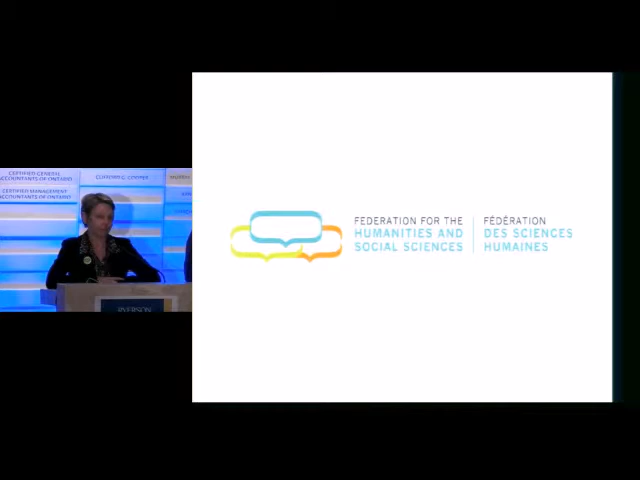 CERTIFIED GENERAL
ACCOUNTANTS OF ONTARIO
CERTIFIED MANAGEMENT
ACCOUNTANTS OF ONTARIO
FEDERATION FOR THE
HUMANITIES AND
SOCIAL SCIENCES
FÉDÉRATION
DES SCIENCES
HUMAINES
RYERSON